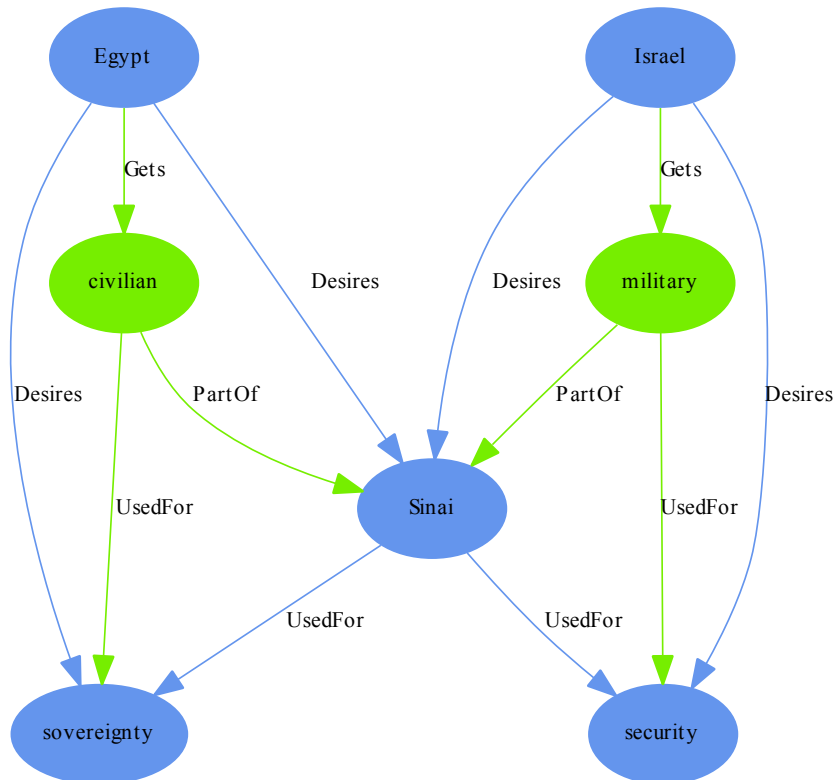 Egypt
Israel
Gets
Gets
civilian
Desires
Desires
military
Desires
PartOf
PartOf
Desires
UsedFor
Sinai
UsedFor
UsedFor
UsedFor
sovereignty
security